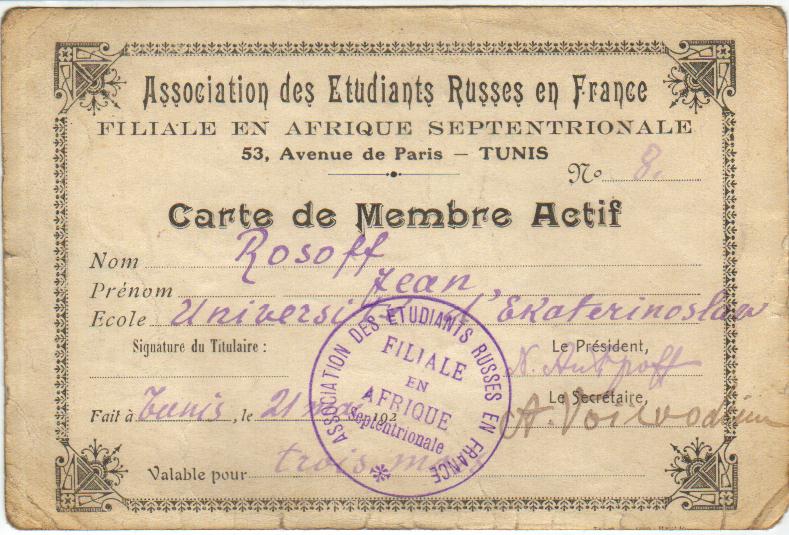 Association des Etudiants Russes en France
FILIALE EN AFRIQUE SEPTENTRIONALE
53, Avenue de Paris — TUNIS
No 8.
Carte de Membre Actif
Nom Rosoff
Prénom Jean
Ecole Université d'Ekaterinoslaw
Signature du Titulaire :
Le Président,
Le Secrétaire,
Fait à Tunis, le 21 mai 192
Valable pour trois
ASSOCIATION DES ETUDIANTS RUSSES EN FRANCE
FILIALE
EN
AFRIQUE
Septentrionale